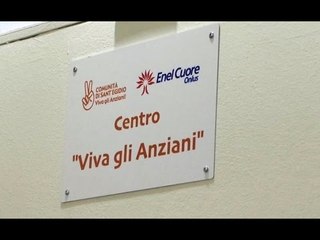 COMUNITÀ
DI SANT'EGIDIO
Viva gli Anziani!
Enel Cuore
Onlus
Centro
"Viva gli Anziani"